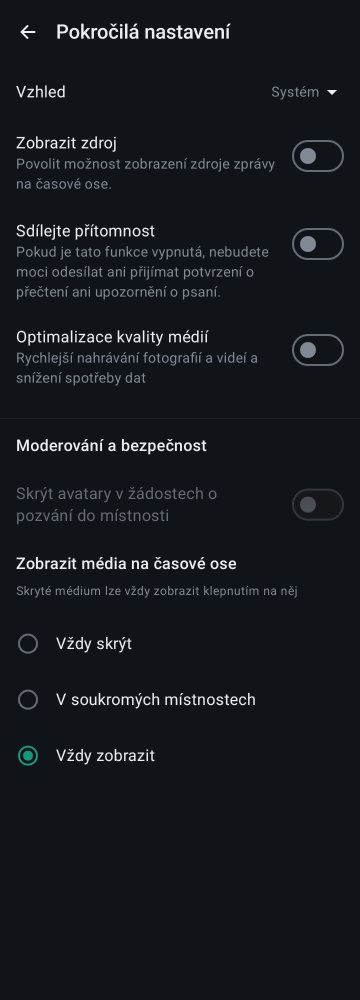 Pokročilá nastavení
Vzhled
Systém
Zobrazit zdroj
Povolit možnost zobrazení zdroje zprávy
na časové ose.
Sdílejte přítomnost
Pokud je tato funkce vypnutá, nebudete
moci odesílat ani přijímat potvrzení o
přečtení ani upozornění o psaní.
Optimalizace kvality médií
Rychlejší nahrávání fotografií a videí a
snížení spotřeby dat
Moderování a bezpečnost
Skrýt avatary v žádostech o
pozvání do místnosti
Zobrazit média na časové ose
Skryté médium lze vždy zobrazit klepnutím na něj
Vždy skrýt
V soukromých místnostech
Vždy zobrazit